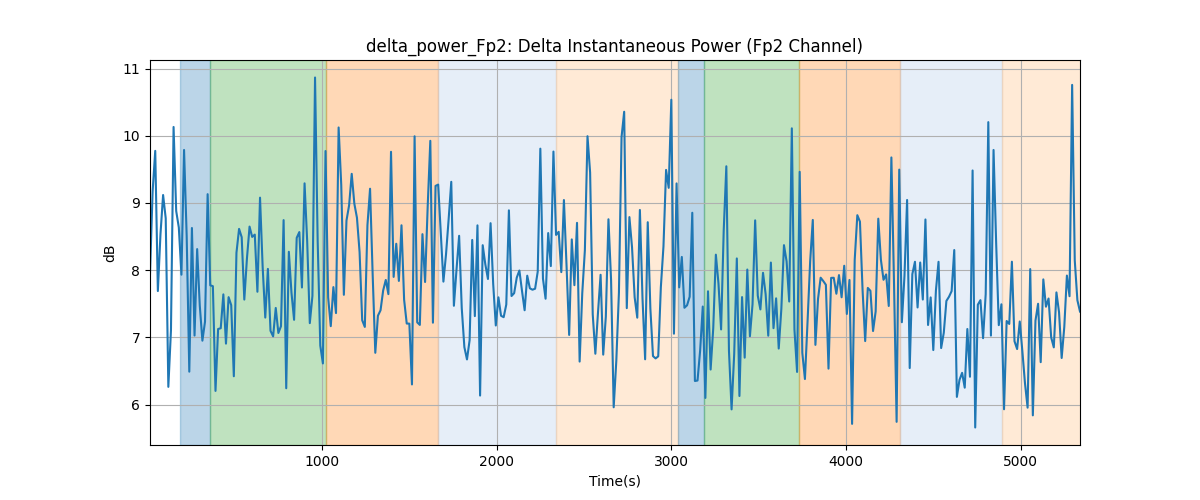 delta_power_Fp2: Delta Instantaneous Power (Fp2 Channel)
dB
11
10
9
8
7
6
1000 2000 3000 4000 5000
Time(s)